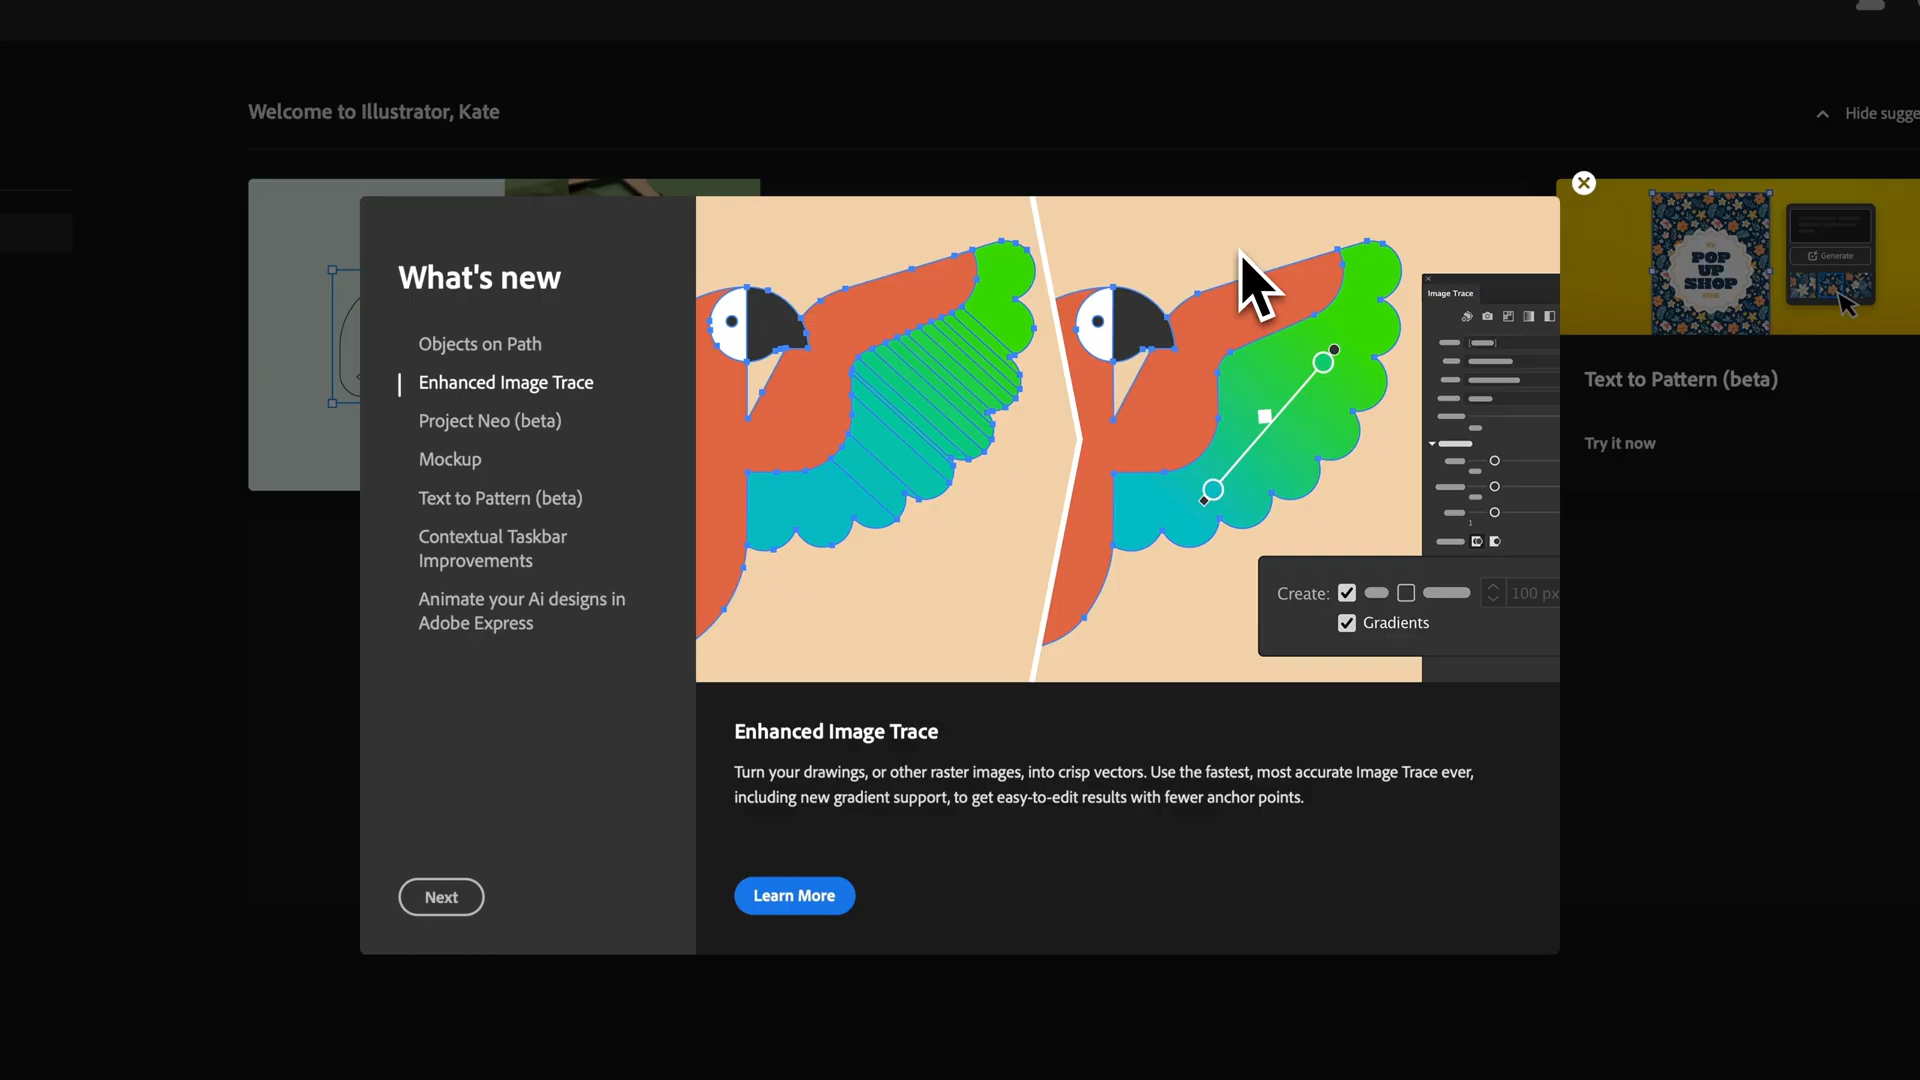 Welcome to Illustrator, Kate
Hide sugge
What's new
Objects on Path
Enhanced Image Trace
Project Neo (beta)
Mockup
Text to Pattern (beta)
Contextual Taskbar
Improvements
Animate your Ai designs in
Adobe Express
Next
Image Trace
1
Create:
100 px
Gradients
Enhanced Image Trace
Turn your drawings, or other raster images, into crisp vectors. Use the fastest, most accurate Image Trace ever,
including new gradient support, to get easy-to-edit results with fewer anchor points.
Learn More
POP
UP
SHOP
Generate
Text to Pattern (beta)
Try it now